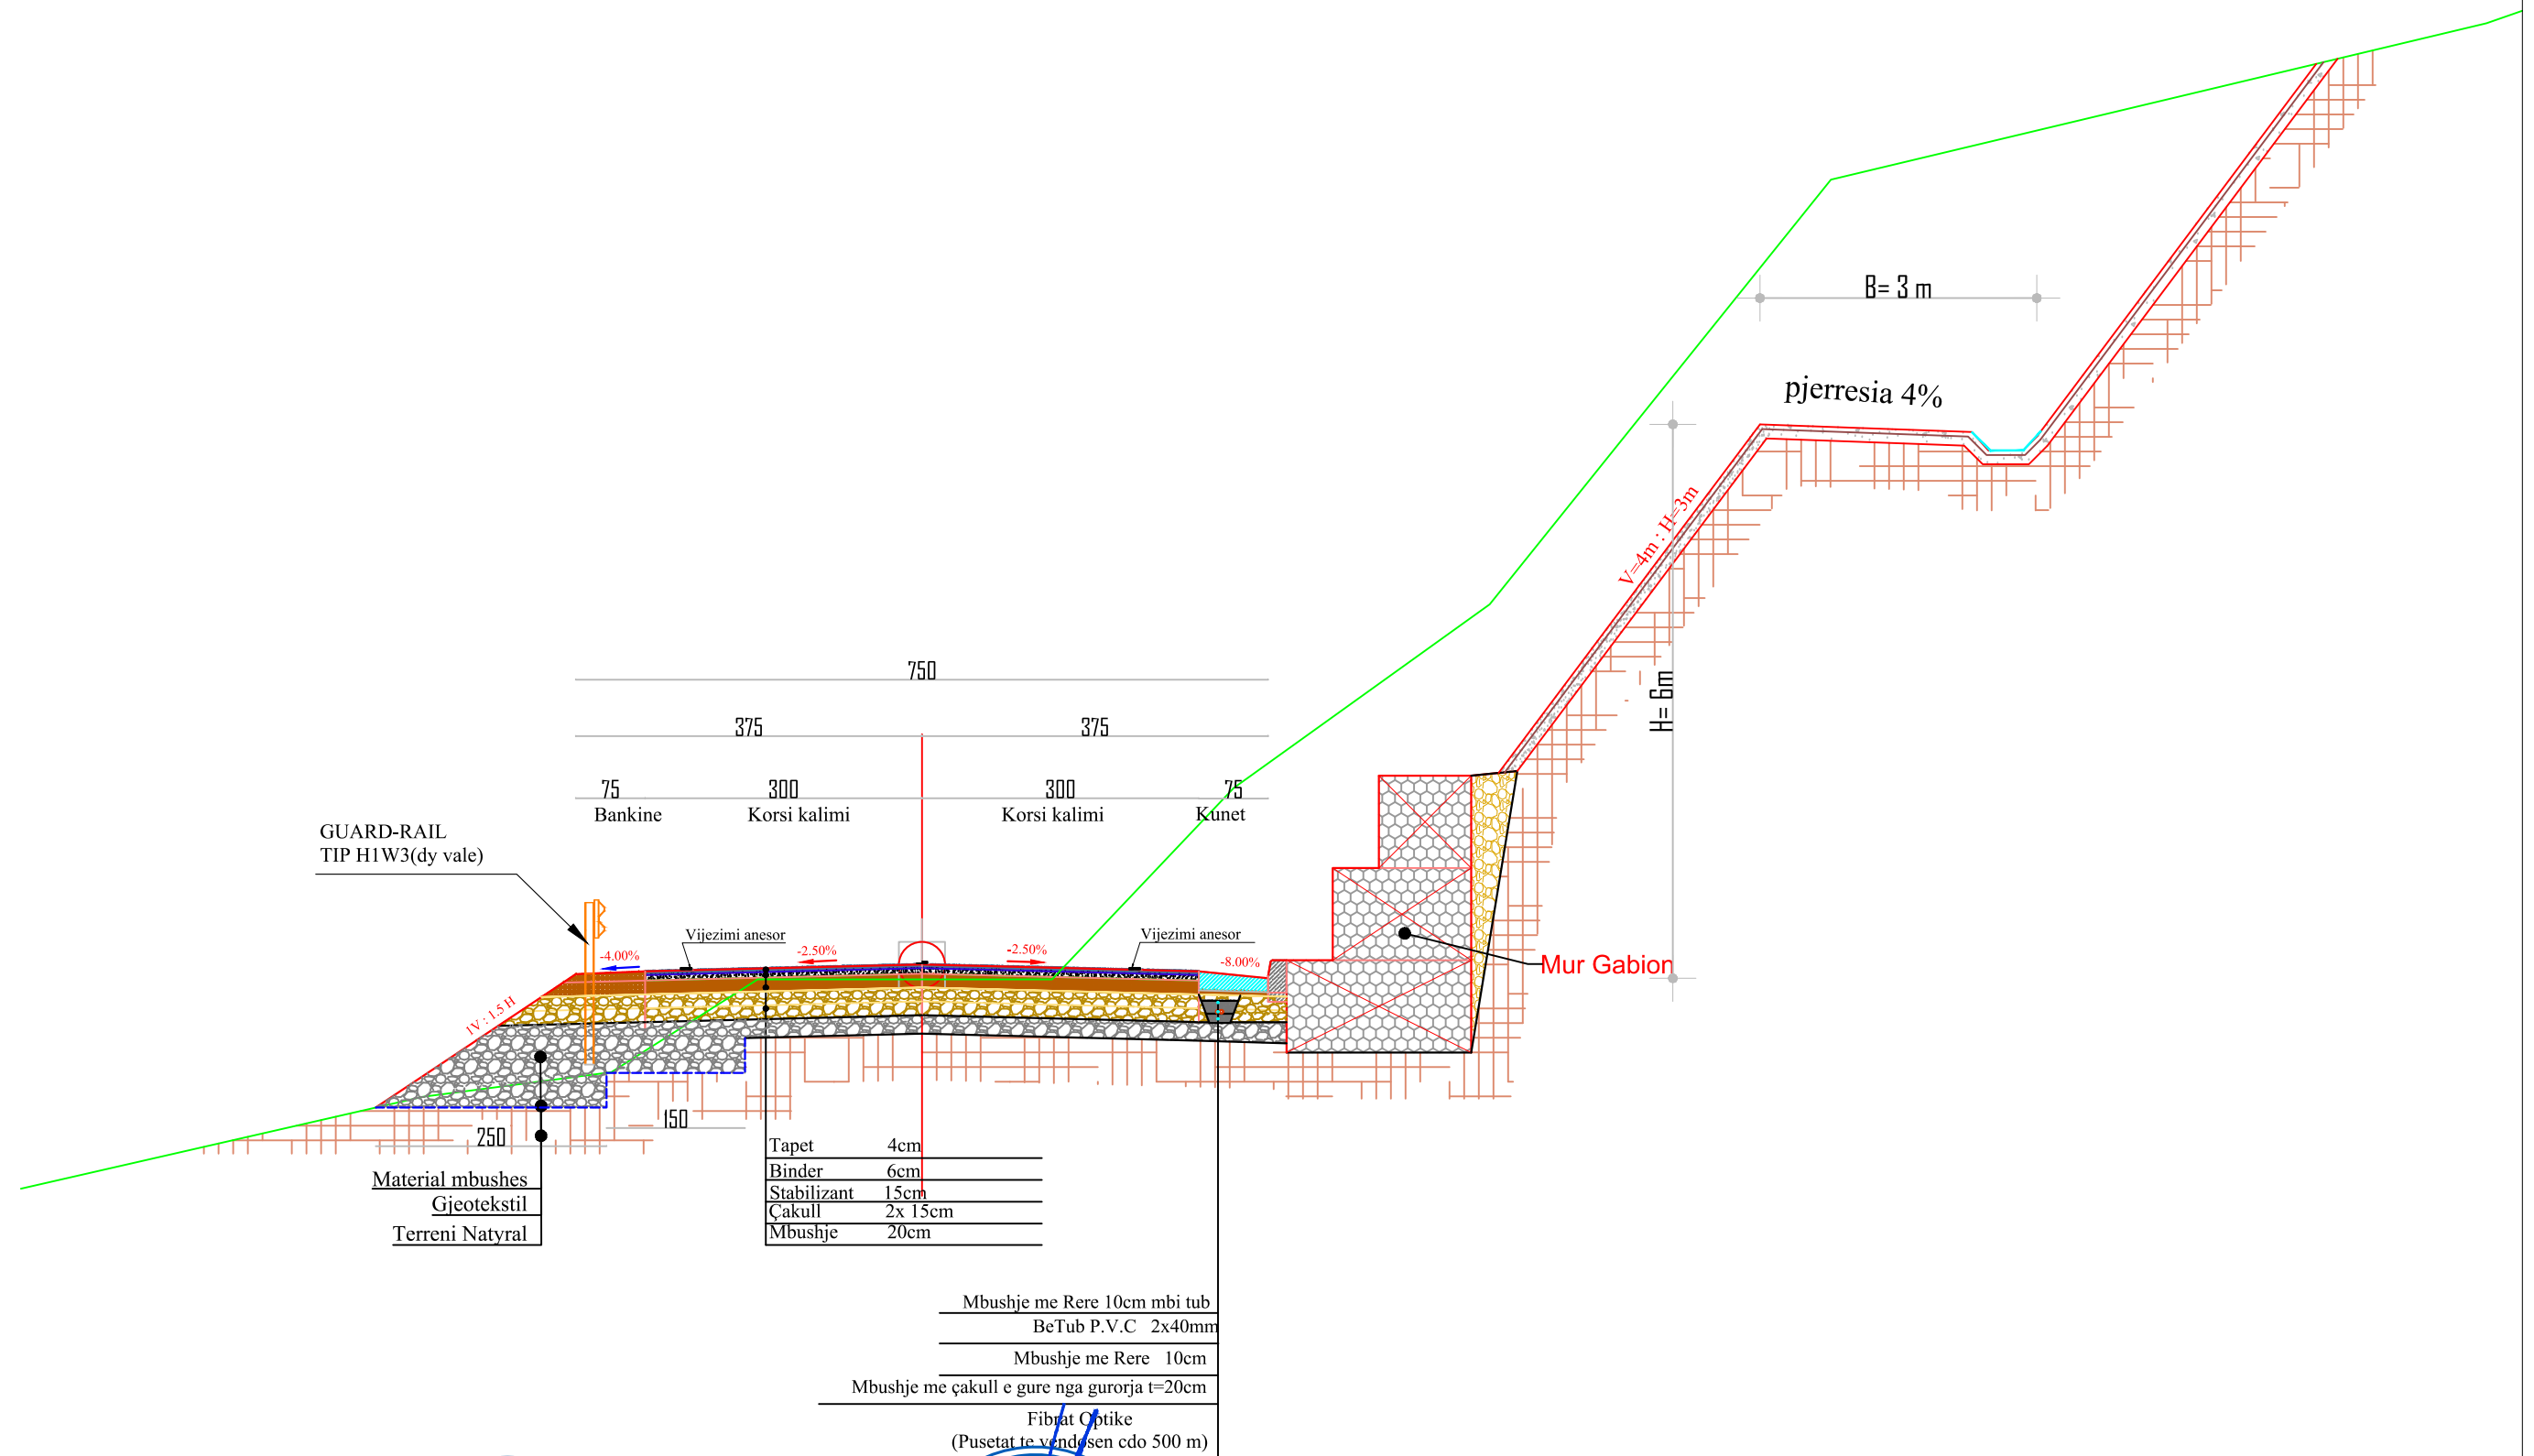 B= 3 m
pjerresia 4%
V=4m : H=3m
H= 6m
750
375 375
75 300 300 75
Bankine Korsi kalimi Korsi kalimi Kunet
GUARD-RAIL
TIP H1W3(dy vale)
Vijezimi anesor Vijezimi anesor
-4.00% -2.50% -2.50% -8.00%
Mur Gabion
1V : 1.5 H
250 150
Material mbushes
Gjeotekstil
Terreni Natyral
Tapet 4cm
Binder 6cm
Stabilizant 15cm
Çakull 2x 15cm
Mbushje 20cm
Mbushje me Rere 10cm mbi tub
BeTub P.V.C 2x40mm
Mbushje me Rere 10cm
Mbushje me çakull e gure nga gurorja t=20cm
Fibrat Optike
(Pusetat te vendosen cdo 500 m)